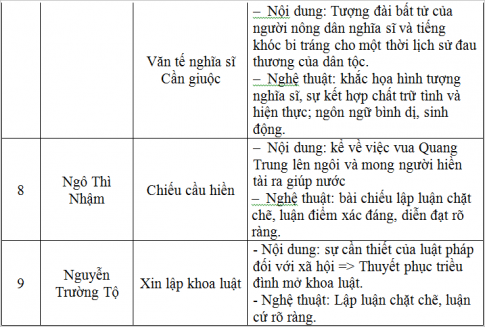 – Nội dung: Tượng đài bất tử của
người nông dân nghĩa sĩ và tiếng
khóc bi tráng cho một thời lịch sử đau
thương của dân tộc.
Văn tế nghĩa sĩ
Cần giuộc
– Nghệ thuật: khắc họa hình tượng
nghĩa sĩ, sự kết hợp chất trữ tình và
hiện thực; ngôn ngữ bình dị, sinh
động.
8
Ngô Thì
Nhậm
Chiếu cầu hiền
– Nội dung: kể về việc vua Quang
Trung lên ngôi và mong người hiền
tài ra giúp nước
– Nghệ thuật: bài chiếu lập luận chặt
chẽ, luận điểm xác đáng, diễn đạt rõ
ràng.
9
Nguyễn
Trường Tộ
Xin lập khoa luật
- Nội dung: sự cần thiết của luật pháp
đối với xã hội => Thuyết phục triều
đình mở khoa luật.
- Nghệ thuật: Lập luận chặt chẽ, luận
cứ rõ ràng.